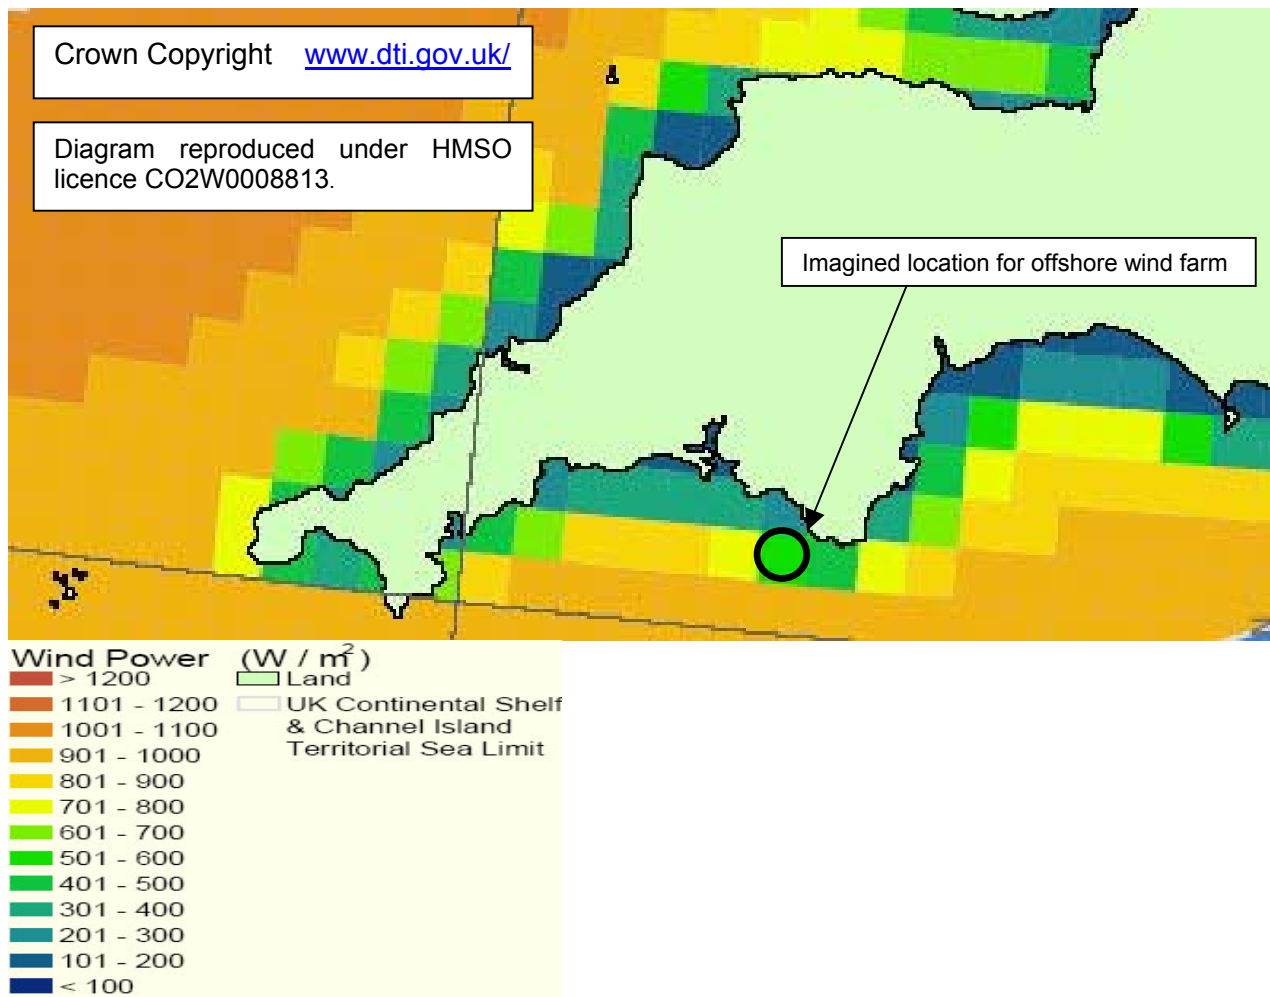 Crown Copyright www.dti.gov.uk/
Diagram reproduced under HMSO
licence CO2W0008813.
Imagined location for offshore wind farm
Wind Power (W / m²)
> 1200
1101 - 1200
1001 - 1100
901 - 1000
801 - 900
701 - 800
601 - 700
501 - 600
401 - 500
301 - 400
201 - 300
101 - 200
< 100
Land
UK Continental Shelf
& Channel Island
Territorial Sea Limit